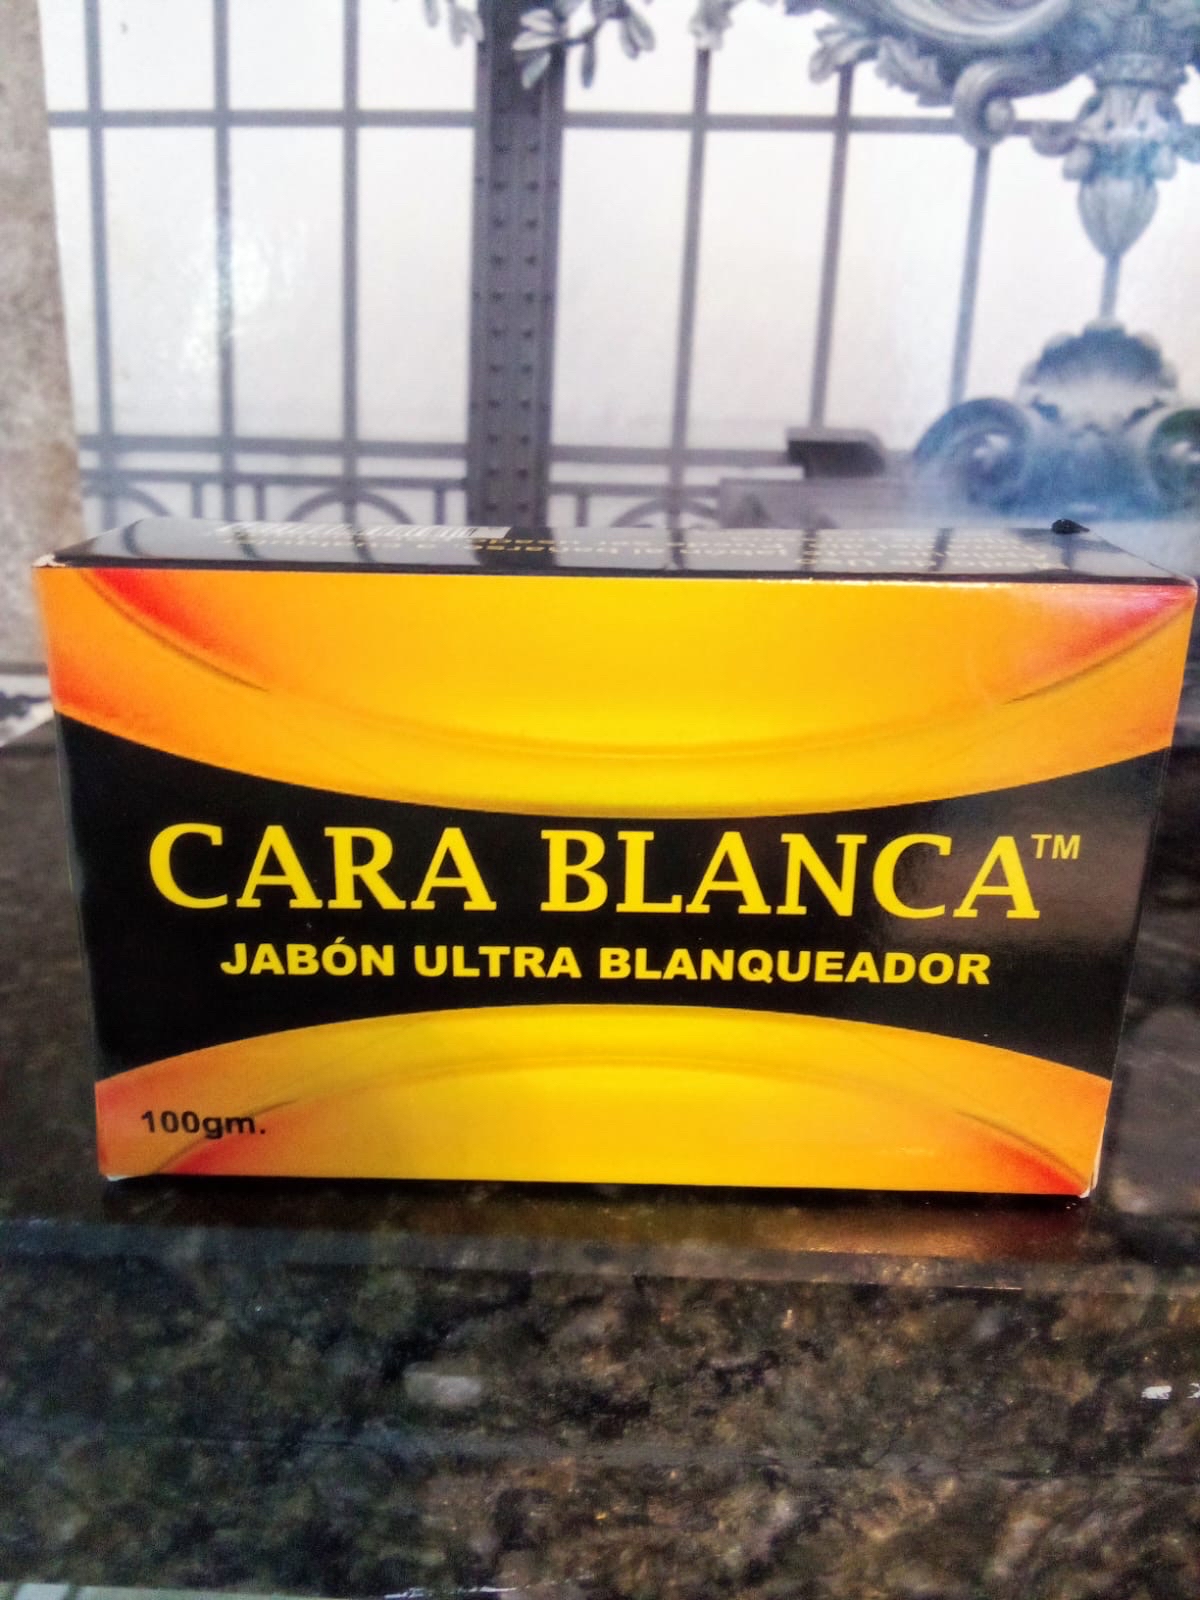 CARA BLANCA™
JABÓN ULTRA BLANQUEADOR
100gm.